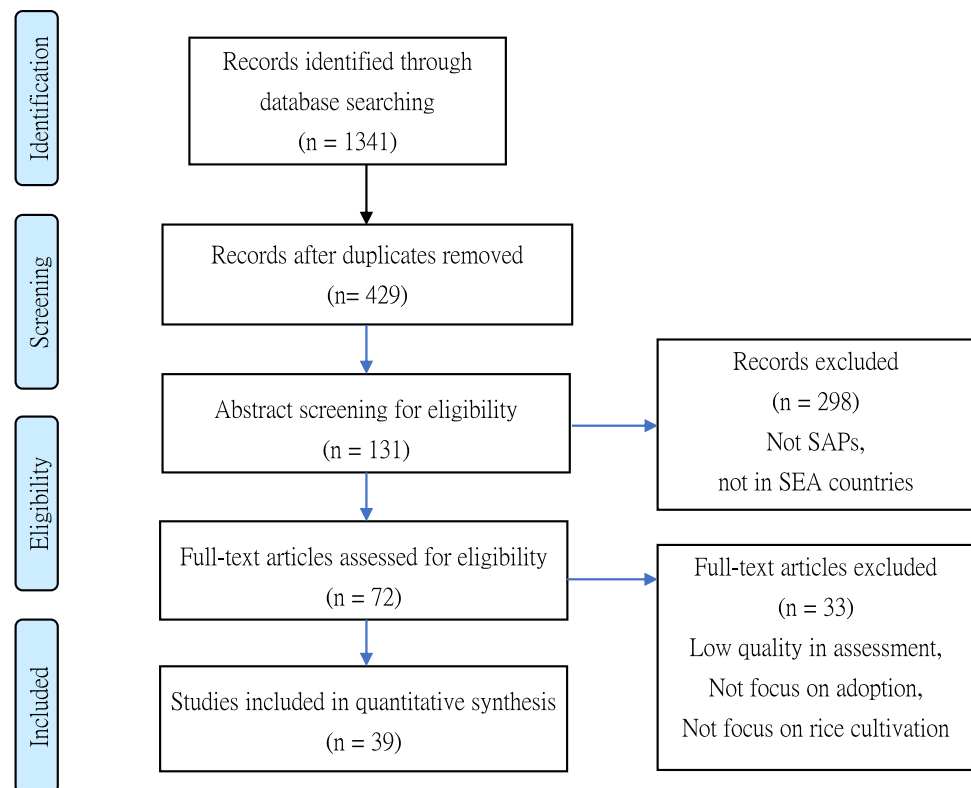 Identification
Records identified through
database searching
(n = 1341)
Screening
Records after duplicates removed
(n= 429)
Abstract screening for eligibility
(n = 131)
Records excluded
(n = 298)
Not SAPs,
not in SEA countries
Eligibility
Full-text articles assessed for eligibility
(n = 72)
Full-text articles excluded
(n = 33)
Low quality in assessment,
Not focus on adoption,
Not focus on rice cultivation
Included
Studies included in quantitative synthesis
(n = 39)